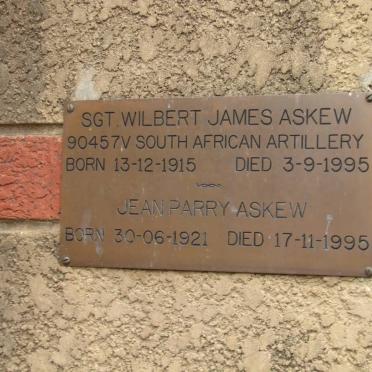 SGT. WILBERT JAMES ASKEW
90457V SOUTH AFRICAN ARTILLERY
BORN 13-12-1915 DIED 3-9-1995
JEAN PARRY ASKEW
BORN 30-06-1921 DIED 17-11-1995